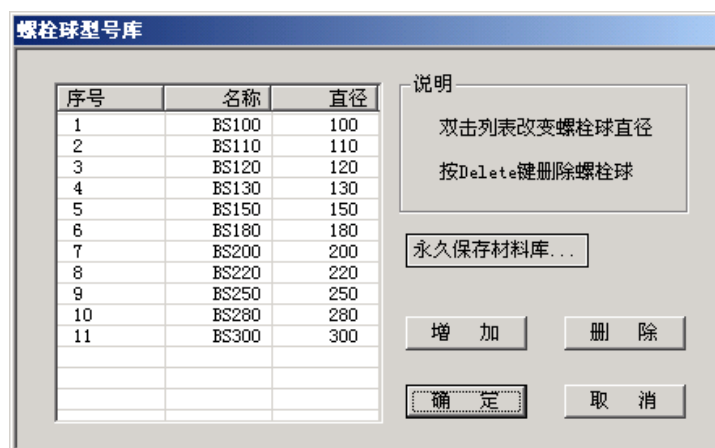 螺栓球型号库
序号 名称 直径
1 BS100 100
2 BS110 110
3 BS120 120
4 BS130 130
5 BS150 150
6 BS180 180
7 BS200 200
8 BS220 220
9 BS250 250
10 BS280 280
11 BS300 300
说明
双击列表改变螺栓球直径
按Delete键删除螺栓球
永久保存材料库...
增 加 删 除
确 定 取 消